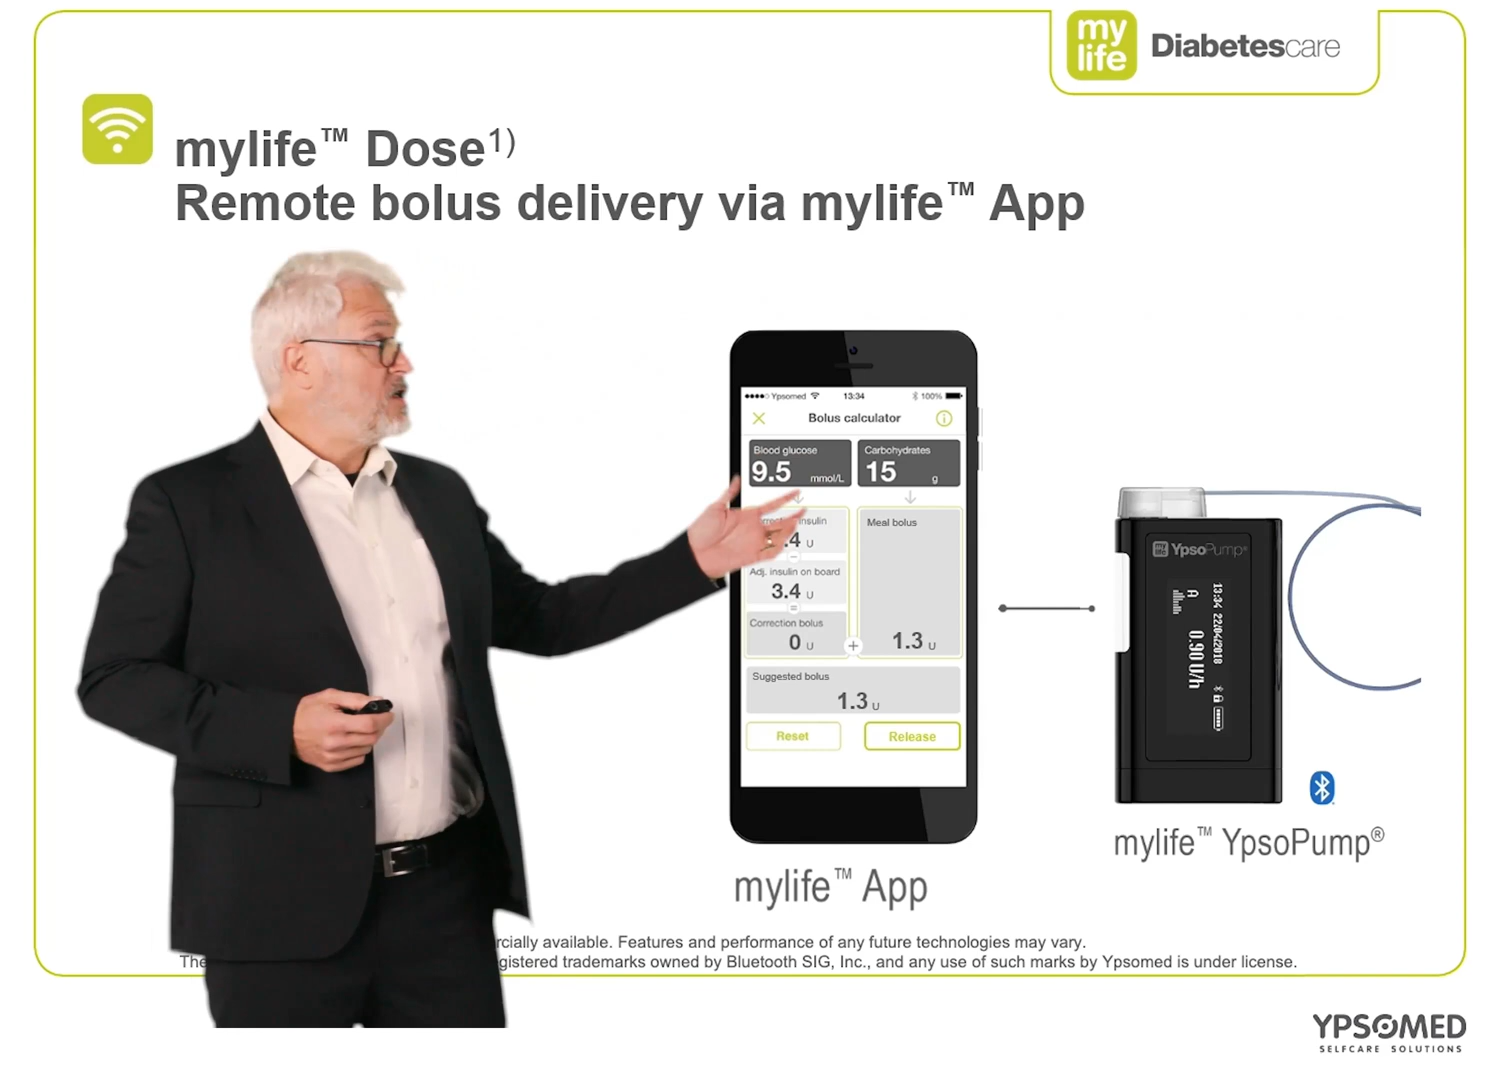 my life Diabetescare
mylife™ Dose1)
Remote bolus delivery via mylife™ App
Ypsomed 13:34 100%
Bolus calculator
Blood glucose Carbohydrates
9.5 mmol/L 15 g
insulin Meal bolus
.4 U
Adj. insulin on board
3.4 U
Correction bolus
0 U + 1.3 U
Suggested bolus
1.3 U
Reset Release
my life YpsoPump®
13:34 22/04/2018
A
0.90 U/h
mylife™ YpsoPump®
mylife™ App
available. Features and performance of any future technologies may vary.
trademarks owned by Bluetooth SIG, Inc., and any use of such marks by Ypsomed is under license.
YPSOMED
SELFCARE SOLUTIONS